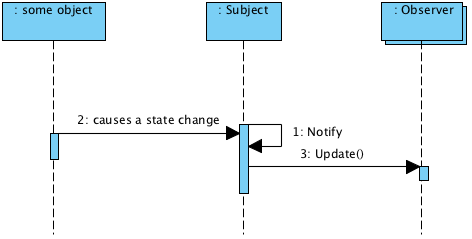 : some object
: Subject
: Observer
2: causes a state change
1: Notify
3: Update()